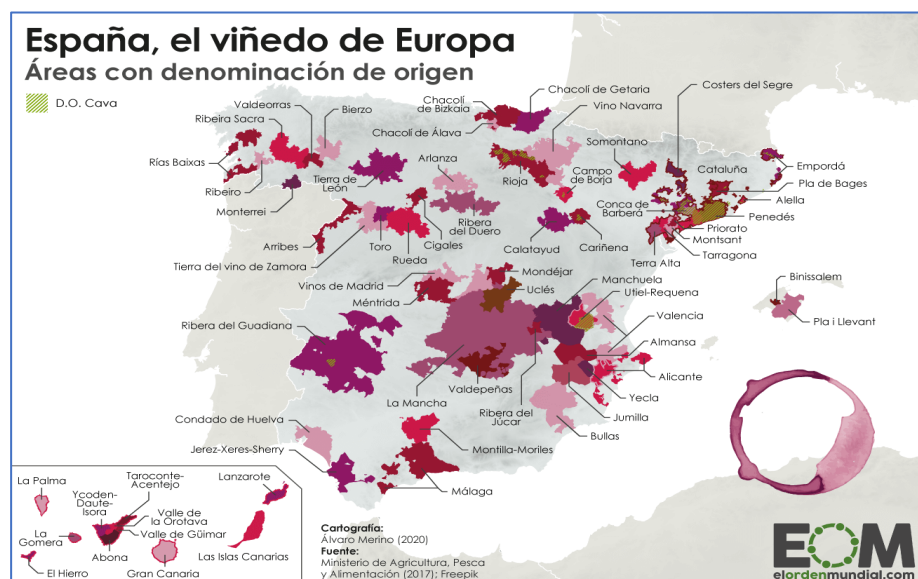 España, el viñedo de Europa
Áreas con denominación de origen
D.O. Cava
Valdeorras
Bierzo
Ribeira Sacra
Rías Baixas
Ribeiro
Monterrei
Tierra de
León
Arribes
Tierra del vino de Zamora
Toro
Rueda
Cigales
Arlanza
Ribera
del Duero
Chacolí
de Bizkaia
Chacolí de Álava
Chacolí de Getaria
Vino Navarra
Rioja
Campo
de Borja
Somontano
Calatayud
Cariñena
Costers del Segre
Cataluña
Empordá
Pla de Bages
Alella
Conca de
Barberá
Penedés
Priorato
Montsant
Tarragona
Terra Alta
Binissalem
Pla i Llevant
Vinos de Madrid
Méntrida
Mondéjar
Uclés
Manchuela
Utiel-Requena
Valencia
Almansa
Alicante
Yecla
Jumilla
Bullas
Ribera del
Júcar
Valdepeñas
La Mancha
Ribera del Guadiana
Condado de Huelva
Jerez-Xeres-Sherry
Montilla-Moriles
Málaga
La Palma
Ycoden-
Daute-
Isora
Taroconte-
Acentejo
Valle de
la Orotava
Valle de Güimar
La
Gomera
Abona
El Hierro
Gran Canaria
Lanzarote
Las Islas Canarias
Cartografía:
Álvaro Merino (2020)
Fuente:
Ministerio de Agricultura, Pesca
y Alimentación (2017); Freepik
EOM
elordenmundial.com